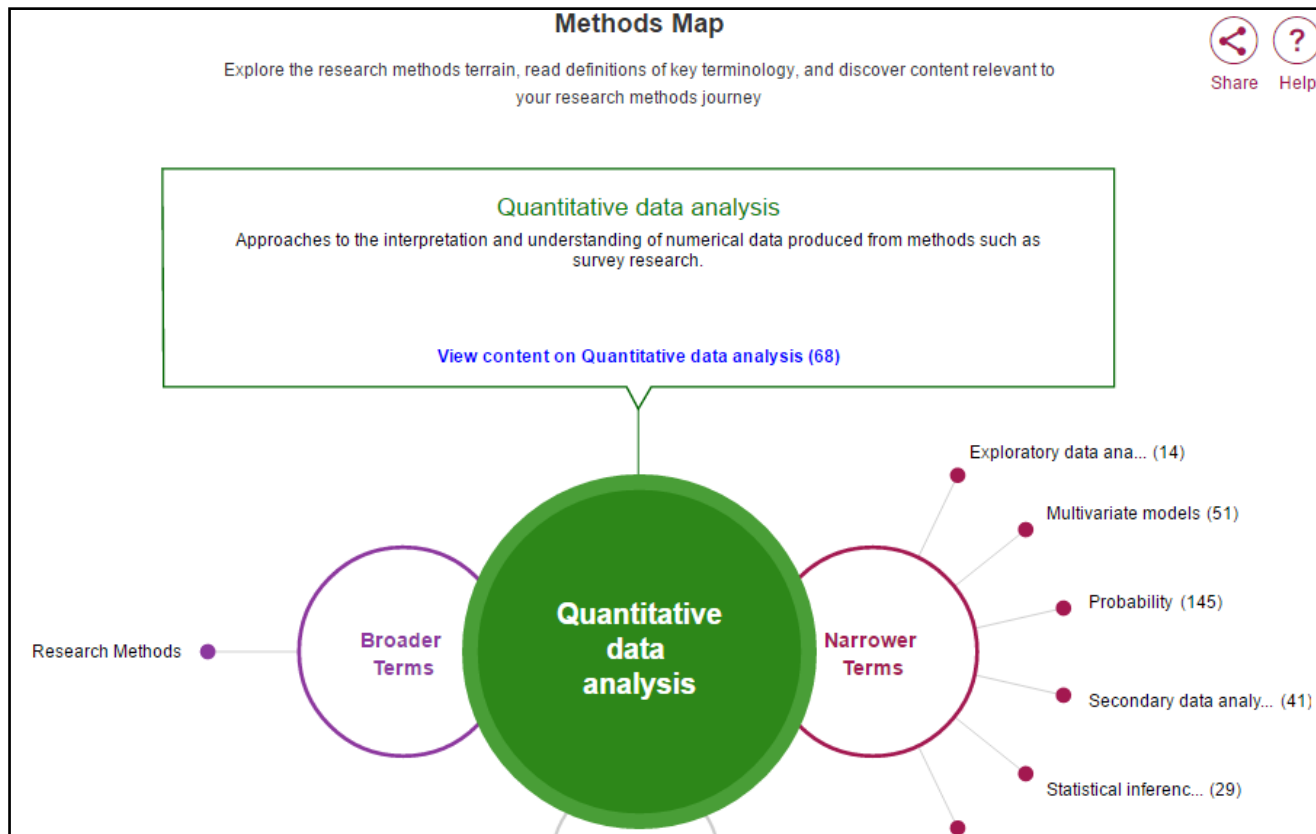 Methods Map
Explore the research methods terrain, read definitions of key terminology, and discover content relevant to
your research methods journey
Share
Help
Quantitative data analysis
Approaches to the interpretation and understanding of numerical data produced from methods such as
survey research.
View content on Quantitative data analysis (68)
Exploratory data ana... (14)
Multivariate models (51)
Probability (145)
Secondary data analy... (41)
Statistical inferenc... (29)
Research Methods
Broader
Terms
Quantitative
data
analysis
Narrower
Terms